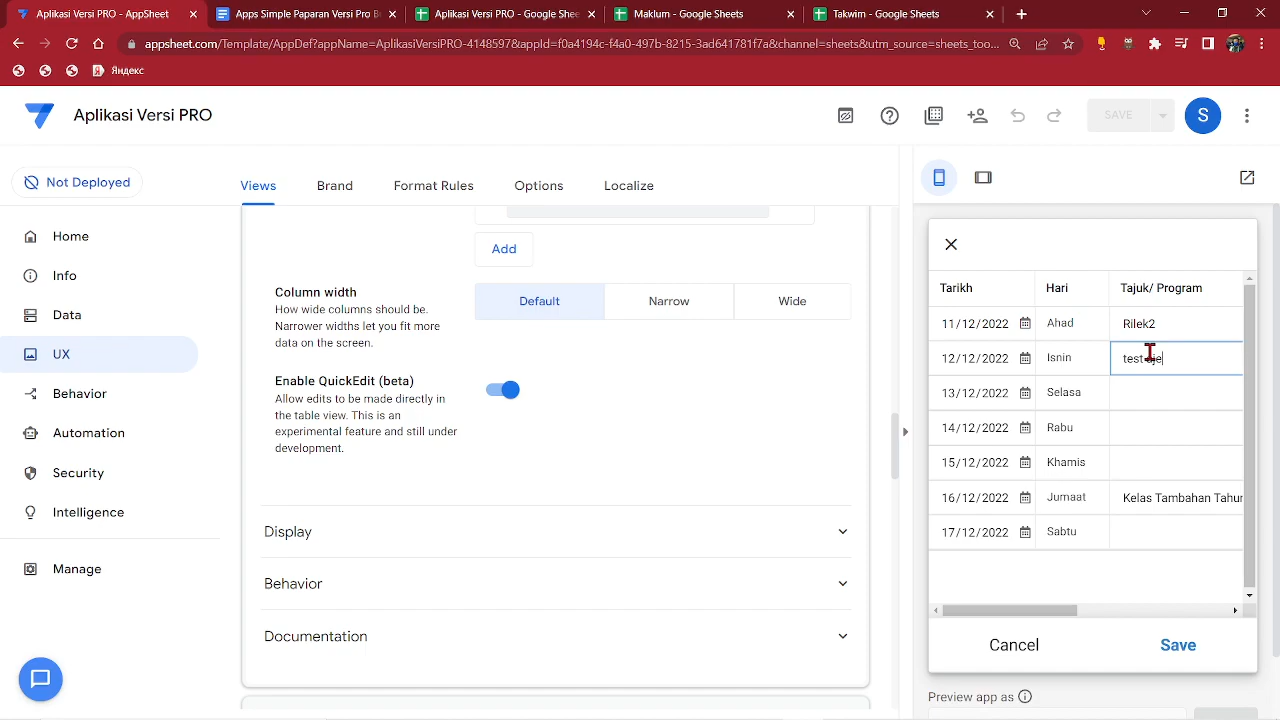 Aplikasi Versi PRO - AppSheet
Apps Simple Paparan Versi Pro B
Aplikasi Versi PRO - Google Shee
Maklum - Google Sheets
Takwim - Google Sheets
appsheet.com/Template/AppDef?appName=AplikasiVersiPRO-4148597&appId=f0a4194c-f4a0-497b-8215-3ad641781f7a&channel=sheets&utm_source=sheets_too...
Яндекс
Aplikasi Versi PRO
SAVE
S
Not Deployed
Views
Brand
Format Rules
Options
Localize
Home
Info
Data
UX
Behavior
Automation
Security
Intelligence
Manage
Add
Column width
How wide columns should be.
Narrower widths let you fit more
data on the screen.
Default
Narrow
Wide
Enable QuickEdit (beta)
Allow edits to be made directly in
the table view. This is an
experimental feature and still under
development.
Display
Behavior
Documentation
Tarikh Hari Tajuk/ Program
11/12/2022 Ahad Rilek2
12/12/2022 Isnin test aje
13/12/2022 Selasa
14/12/2022 Rabu
15/12/2022 Khamis
16/12/2022 Jumaat Kelas Tambahan Tahur
17/12/2022 Sabtu
Cancel
Save
Preview app as